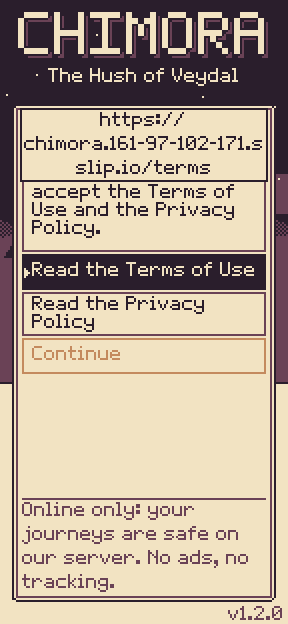 CHIMORA
The Hush of Veydal
https://
chimora.161-97-102-171.s
slip.io/terms
accept the Terms of
Use and the Privacy
Policy.
Read the Terms of Use
Read the Privacy
Policy
Continue
Online only: your
journeys are safe on
our server. No ads, no
tracking.
v1.2.0